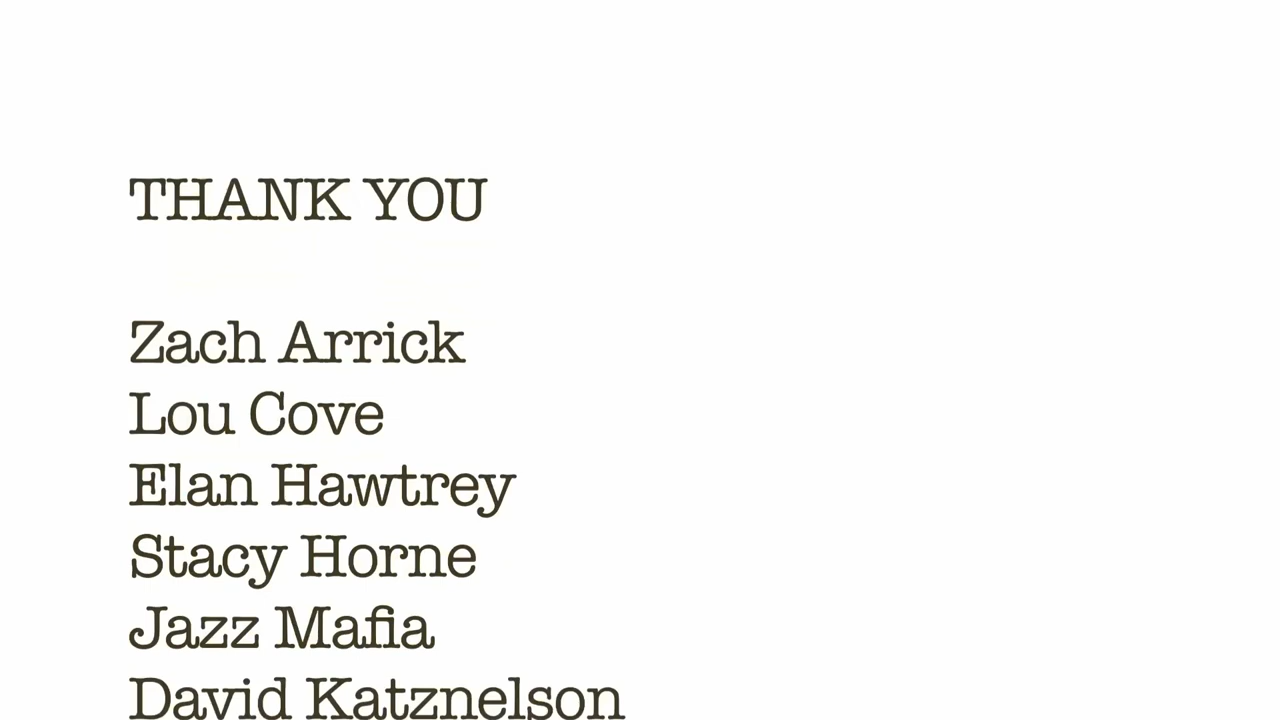 THANK YOU
Zach Arrick
Lou Cove
Elan Hawtrey
Stacy Horne
Jazz Mafia
David Katznelson